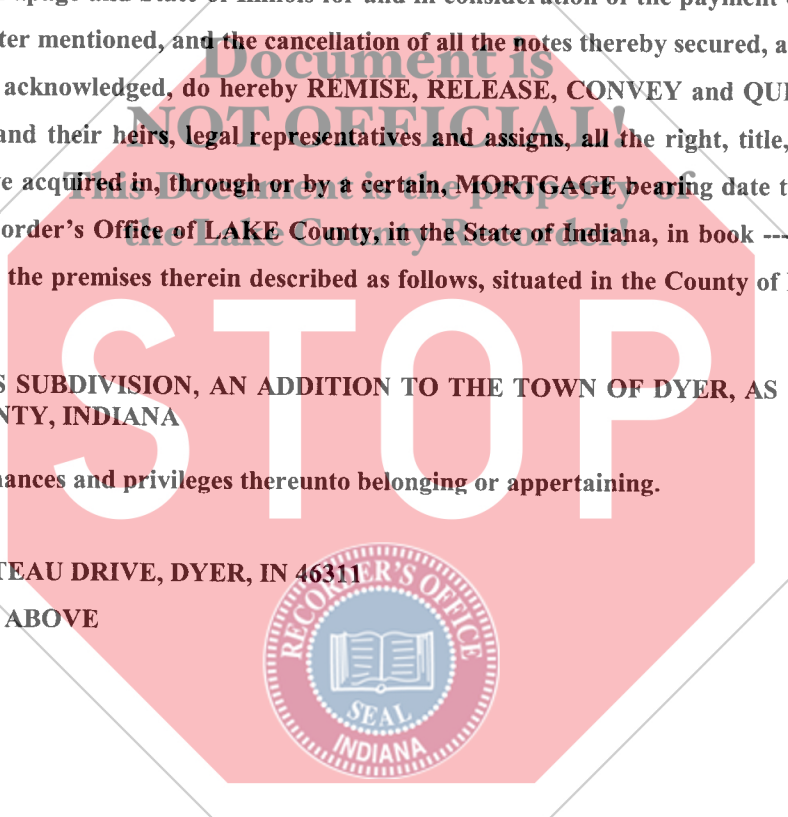 and State of Illinois for and in consideration of the payment
ter mentioned, and the cancellation of all the notes thereby secured, a
acknowledged, do hereby REMISE, RELEASE, CONVEY and QUI
and their heirs, legal representatives and assigns, all the right, title,
e acquired in, through or by a certain, MORTGAGE bearing date t
order's Office of LAKE County, in the State of Indiana, in book ---
the premises therein described as follows, situated in the County of
Document is
NOT OFFICIAL!
This Document is the property of
the Lake County Recorder!
STOP
S SUBDIVISION, AN ADDITION TO THE TOWN OF DYER, AS
NTY, INDIANA
nances and privileges thereunto belonging or appertaining.
TEAU DRIVE, DYER, IN 46311
ABOVE
RECORDER'S OFFICE
SEAL
INDIANA